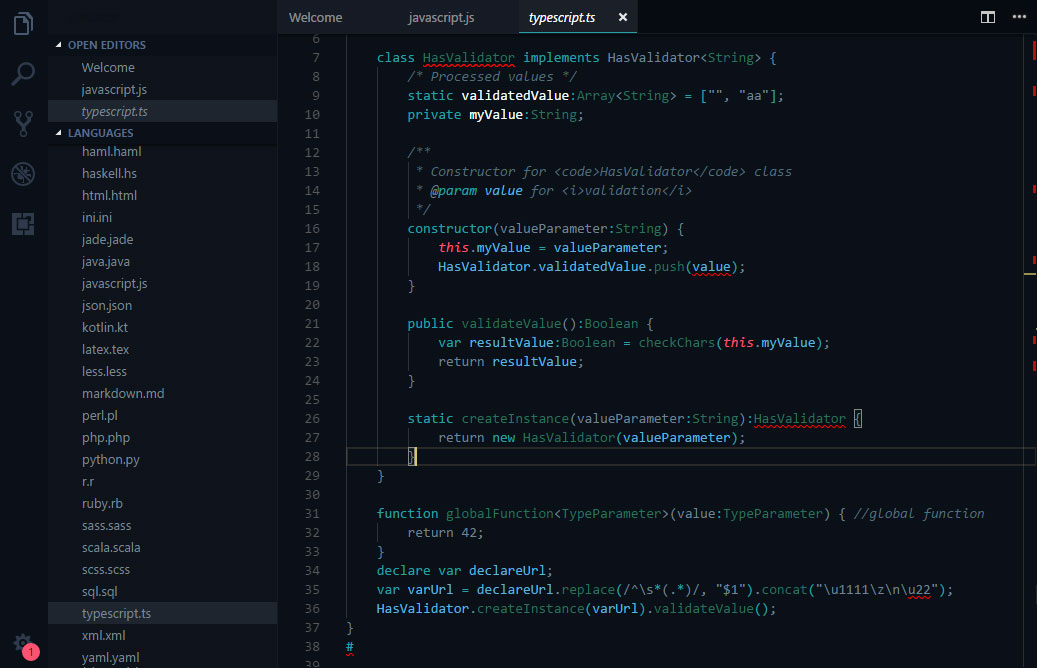 Welcome
javascript.js
typescript.ts
OPEN EDITORS
Welcome
javascript.js
typescript.ts
LANGUAGES
haml.haml
haskell.hs
html.html
ini.ini
jade.jade
java.java
javascript.js
json.json
kotlin.kt
latex.tex
less.less
markdown.md
perl.pl
php.php
python.py
r.r
ruby.rb
sass.sass
scala.scala
scss.scss
sql.sql
typescript.ts
xml.xml
yaml.yaml
1
6
7 class HasValidator implements HasValidator<String> {
8 /* Processed values */
9 static validatedValue:Array<String> = ["", "aa"];
10 private myValue:String;
11
12 /**
13 * Constructor for <code>HasValidator</code> class
14 * @param value for <i>validation</i>
15 */
16 constructor(valueParameter:String) {
17 this.myValue = valueParameter;
18 HasValidator.validatedValue.push(value);
19 }
20
21 public validateValue():Boolean {
22 var resultValue:Boolean = checkChars(this.myValue);
23 return resultValue;
24 }
25
26 static createInstance(valueParameter:String):HasValidator {
27 return new HasValidator(valueParameter);
28 }
29 }
30
31 function globalFunction<TypeParameter>(value:TypeParameter) { //global function
32 return 42;
33 }
34 declare var declareUrl;
35 var varUrl = declareUrl.replace(/^\s*(.*)/, "$1").concat("\u1111\z\n\u22");
36 HasValidator.createInstance(varUrl).validateValue();
37 }
38 #
39